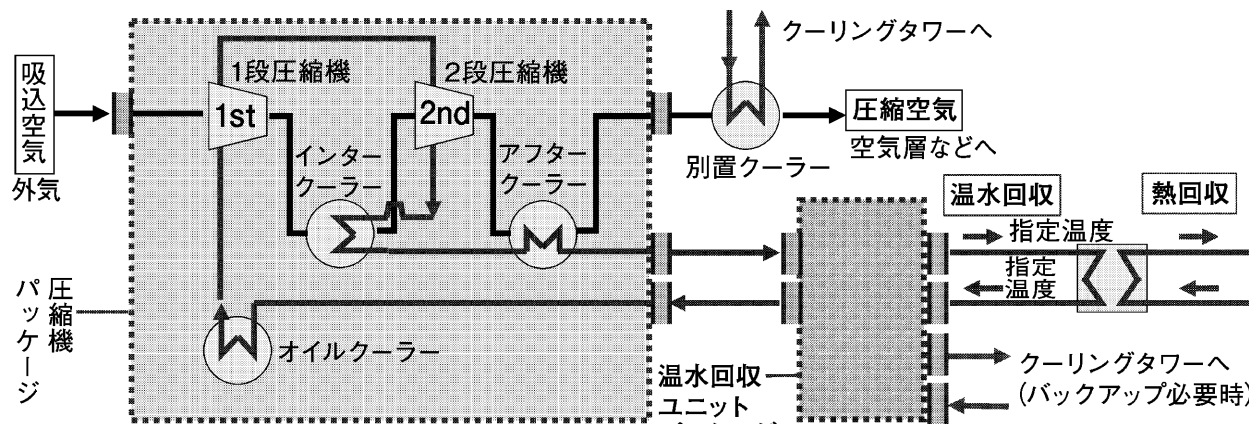 吸込空気
外気
1段圧縮機
1st
2段圧縮機
2nd
インター
クーラー
アフター
クーラー
クーリングタワーへ
圧縮空気
空気層などへ
別置クーラー
温水回収
熱回収
指定温度
指定
温度
圧縮機
パッケージ
オイルクーラー
温水回収
ユニット
クーリングタワーへ
(バックアップ必要時)